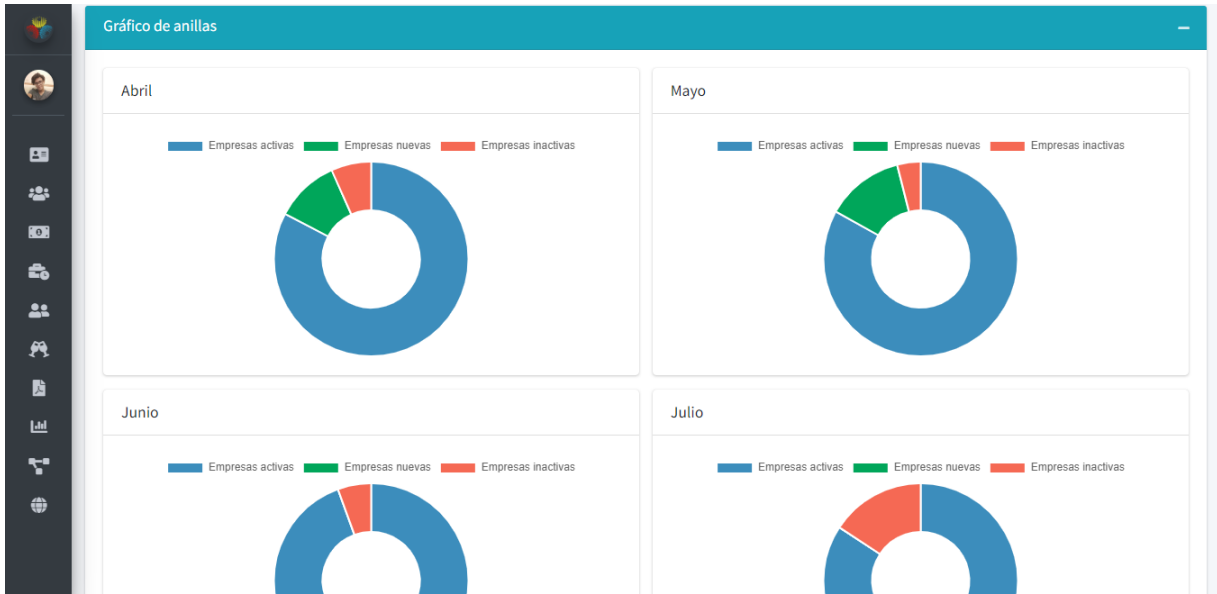 Gráfico de anillas
Abril
Empresas activas Empresas nuevas Empresas inactivas
Mayo
Empresas activas Empresas nuevas Empresas inactivas
Junio
Empresas activas Empresas nuevas Empresas inactivas
Julio
Empresas activas Empresas nuevas Empresas inactivas